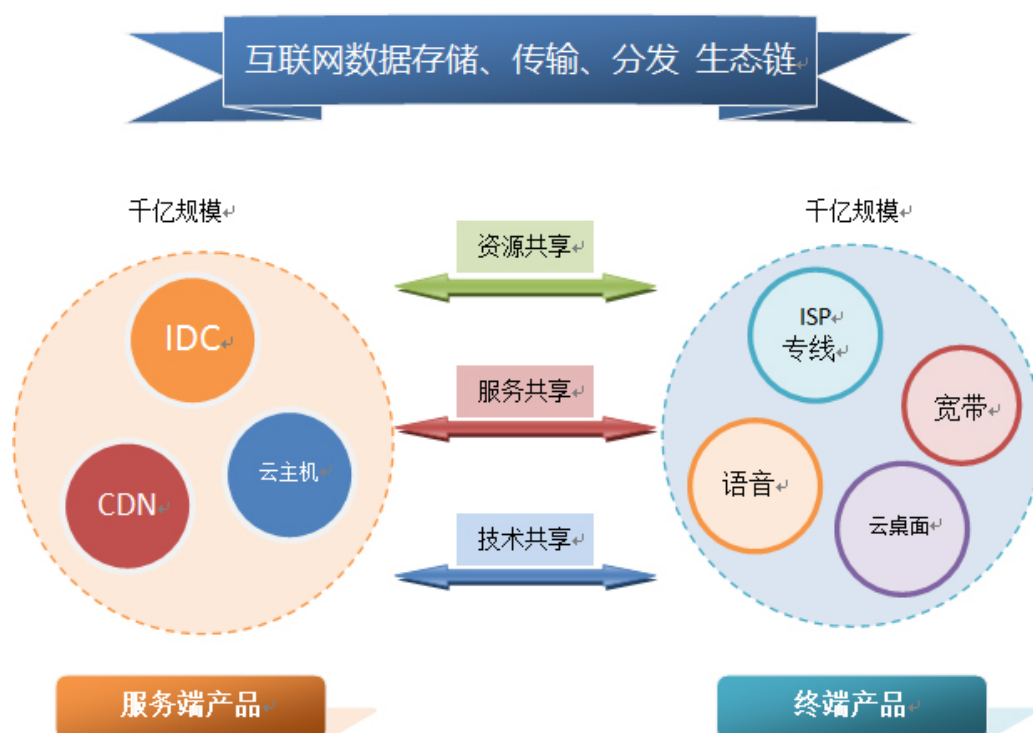 互联网数据存储、传输、分发 生态链
千亿规模
千亿规模
资源共享
IDC
ISP
专线
服务共享
宽带
云主机
语音
CDN
云桌面
技术共享
服务端产品
终端产品